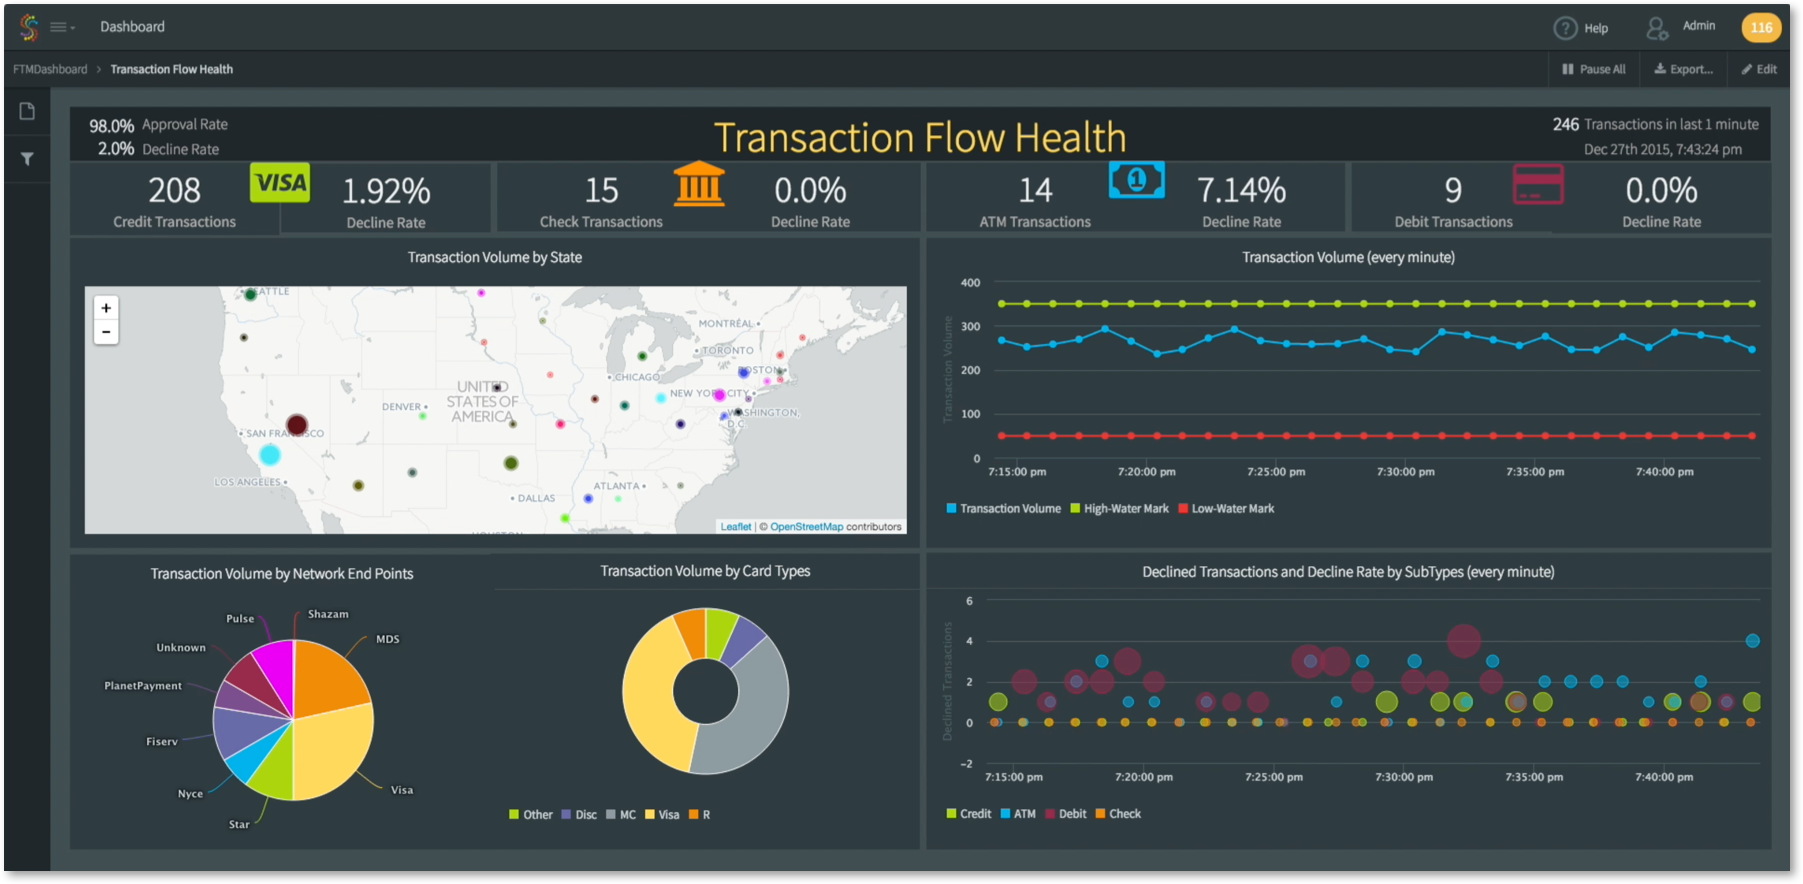 Dashboard
Help
Admin
116
FTMDashboard > Transaction Flow Health
Pause All
Export...
Edit
98.0% Approval Rate
2.0% Decline Rate
Transaction Flow Health
246 Transactions in last 1 minute
Dec 27th 2015, 7:43:24 pm
208
Credit Transactions
VISA
1.92%
Decline Rate
15
Check Transactions
0.0%
Decline Rate
14
ATM Transactions
1
7.14%
Decline Rate
9
Debit Transactions
0.0%
Decline Rate
Transaction Volume by State
+
-
SEATTLE
MONTRÉAL
TORONTO
BOSTON
CHICAGO
NEW YORK CITY
UNITED
STATES OF
AMERICA
DENVER
WASHINGTON,
D.C.
SAN FRANCISCO
LOS ANGELES
ATLANTA
DALLAS
HOUSTON
Leaflet | © OpenStreetMap contributors
Transaction Volume (every minute)
Transaction Volume
400
300
200
100
0
7:15:00 pm
7:20:00 pm
7:25:00 pm
7:30:00 pm
7:35:00 pm
7:40:00 pm
Transaction Volume
High-Water Mark
Low-Water Mark
Transaction Volume by Network End Points
Shazam
Pulse
MDS
Unknown
PlanetPayment
Fiserv
Nyce
Visa
Star
Transaction Volume by Card Types
Other
Disc
MC
Visa
R
Declined Transactions and Decline Rate by SubTypes (every minute)
Declined Transactions
6
4
2
0
-2
7:15:00 pm
7:20:00 pm
7:25:00 pm
7:30:00 pm
7:35:00 pm
7:40:00 pm
Credit
ATM
Debit
Check